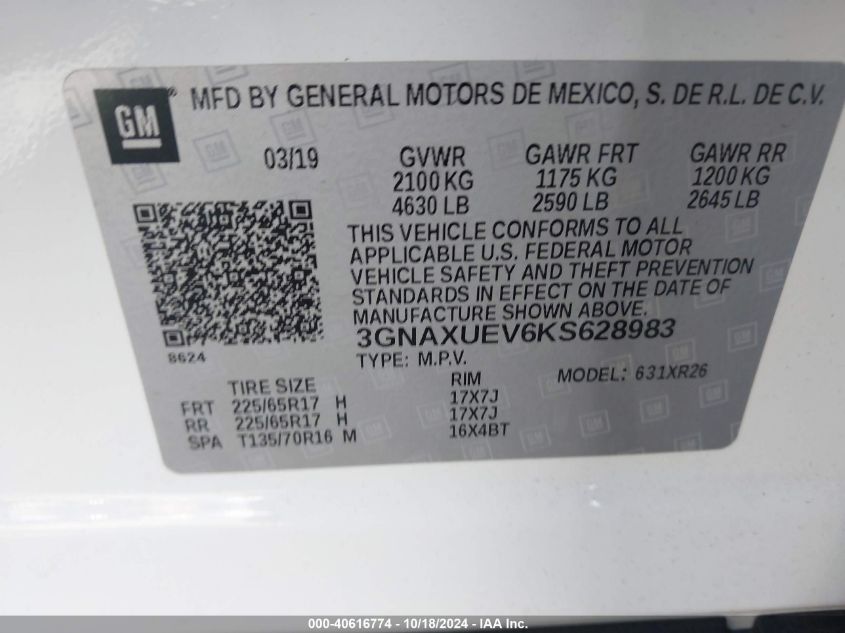 GM ® MFD BY GENERAL MOTORS DE MEXICO, S. DE R.L. DE C.V.
03/19 GVWR GAWR FRT GAWR RR
2100 KG 1175 KG 1200 KG
4630 LB 2590 LB 2645 LB
THIS VEHICLE CONFORMS TO ALL
APPLICABLE U.S. FEDERAL MOTOR
VEHICLE SAFETY AND THEFT PREVENTION
STANDARDS IN EFFECT ON THE DATE OF
MANUFACTURE SHOWN ABOVE.
3GNAXUEV6KS628983
8624 TYPE: M.P.V. MODEL: 631XR26
TIRE SIZE RIM
FRT 225/65R17 H 17X7J
RR 225/65R17 H 17X7J
SPA T135/70R16 M 16X4BT
000-40616774 - 10/18/2024 - IAA Inc.